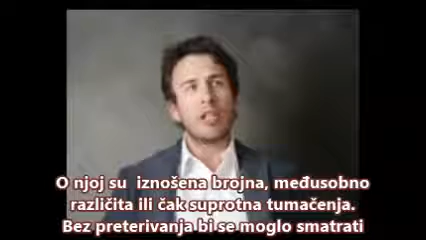 O njoj su iznošena brojna, međusobno
različita ili čak suprotna tumačenja.
Bez preterivanja bi se moglo smatrati